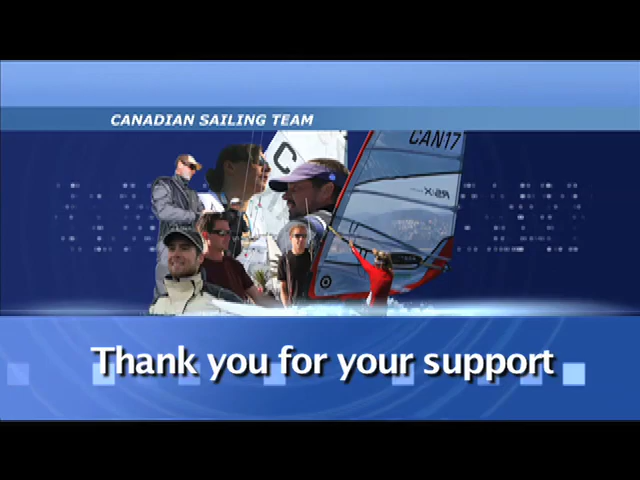 CANADIAN SAILING TEAM
C
CAN17
RS:X
Thank you for your support